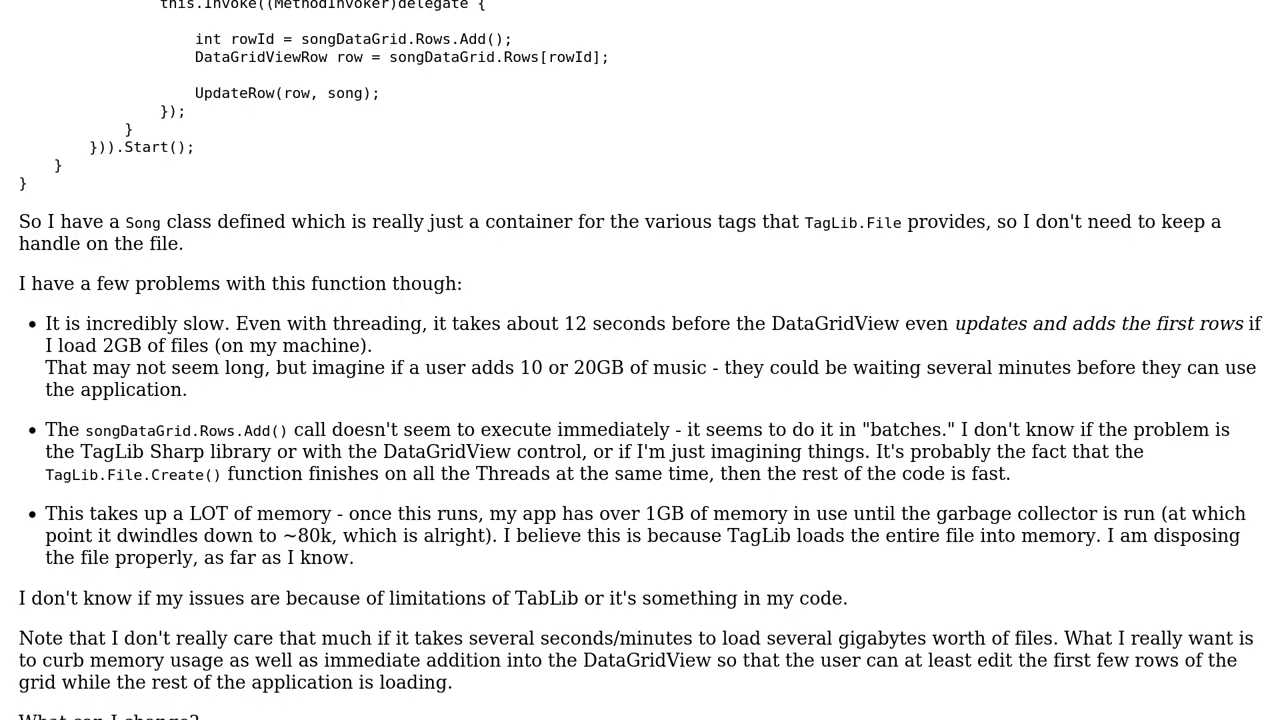 this.Invoke((MethodInvoker)delegate {
int rowId = songDataGrid.Rows.Add();
DataGridViewRow row = songDataGrid.Rows[rowId];
UpdateRow(row, song);
});
}
})).Start();
}
}
So I have a Song class defined which is really just a container for the various tags that TagLib.File provides, so I don't need to keep a
handle on the file.
I have a few problems with this function though:
• It is incredibly slow. Even with threading, it takes about 12 seconds before the DataGridView even updates and adds the first rows if
I load 2GB of files (on my machine).
That may not seem long, but imagine if a user adds 10 or 20GB of music - they could be waiting several minutes before they can use
the application.
• The songDataGrid.Rows.Add() call doesn't seem to execute immediately - it seems to do it in "batches." I don't know if the problem is
the TagLib Sharp library or with the DataGridView control, or if I'm just imagining things. It's probably the fact that the
TagLib.File.Create() function finishes on all the Threads at the same time, then the rest of the code is fast.
• This takes up a LOT of memory - once this runs, my app has over 1GB of memory in use until the garbage collector is run (at which
point it dwindles down to ~80k, which is alright). I believe this is because TagLib loads the entire file into memory. I am disposing
the file properly, as far as I know.
I don't know if my issues are because of limitations of TabLib or it's something in my code.
Note that I don't really care that much if it takes several seconds/minutes to load several gigabytes worth of files. What I really want is
to curb memory usage as well as immediate addition into the DataGridView so that the user can at least edit the first few rows of the
grid while the rest of the application is loading.
What can I change?